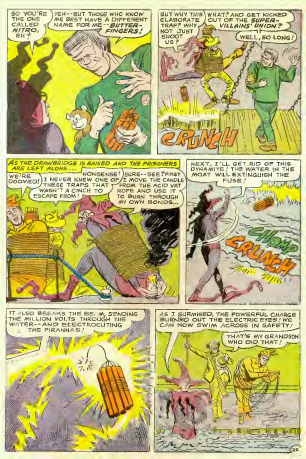 SO YOU'RE
THE ONE
CALLED
NITRO,
EH?
YEH--BUT THOSE WHO KNOW
ME BEST HAVE A DIFFERENT
NAME FOR ME--BUTTER-
FINGERS!
BUT WHY THIS
ELABORATE
TRAP? WHY
NOT JUST
SHOOT
US?
WHAT? AND GET KICKED
OUT OF THE SUPER-
VILLAINS' UNION?
WELL, SO LONG!
CRUNCH
AS THE DRAWBRIDGE IS RAISED AND THE PRISONERS
ARE LEFT ALONE...
WE'RE
DOOMED!
NONSENSE!
I NEVER KNEW ONE OF
THESE TRAPS THAT
WASN'T A CINCH TO
ESCAPE FROM!
SURE--SEE? FIRST
I MOVE THE CANDLE
FROM THE ACID VAT
ROPE AND USE IT
TO BURN THROUGH
MY OWN BONDS...
NEXT, I'LL GET RID OF THIS
DYNAMITE! THE WATER IN THE
MOAT WILL EXTINGUISH THE
FUSE!
CHOMP
CRUNCH
IT ALSO BREAKS THE BEAM, SENDING
THE MILLION VOLTS THROUGH THE
WATER--AND ELECTROCUTING
THE PIRANHAS!
AS I SURMISED, THE POWERFUL CHARGE
BURNED OUT THE ELECTRIC EYES! WE
CAN NOW SWIM ACROSS IN SAFETY!
THAT'S MY GRANDSON
WHO DID THAT!